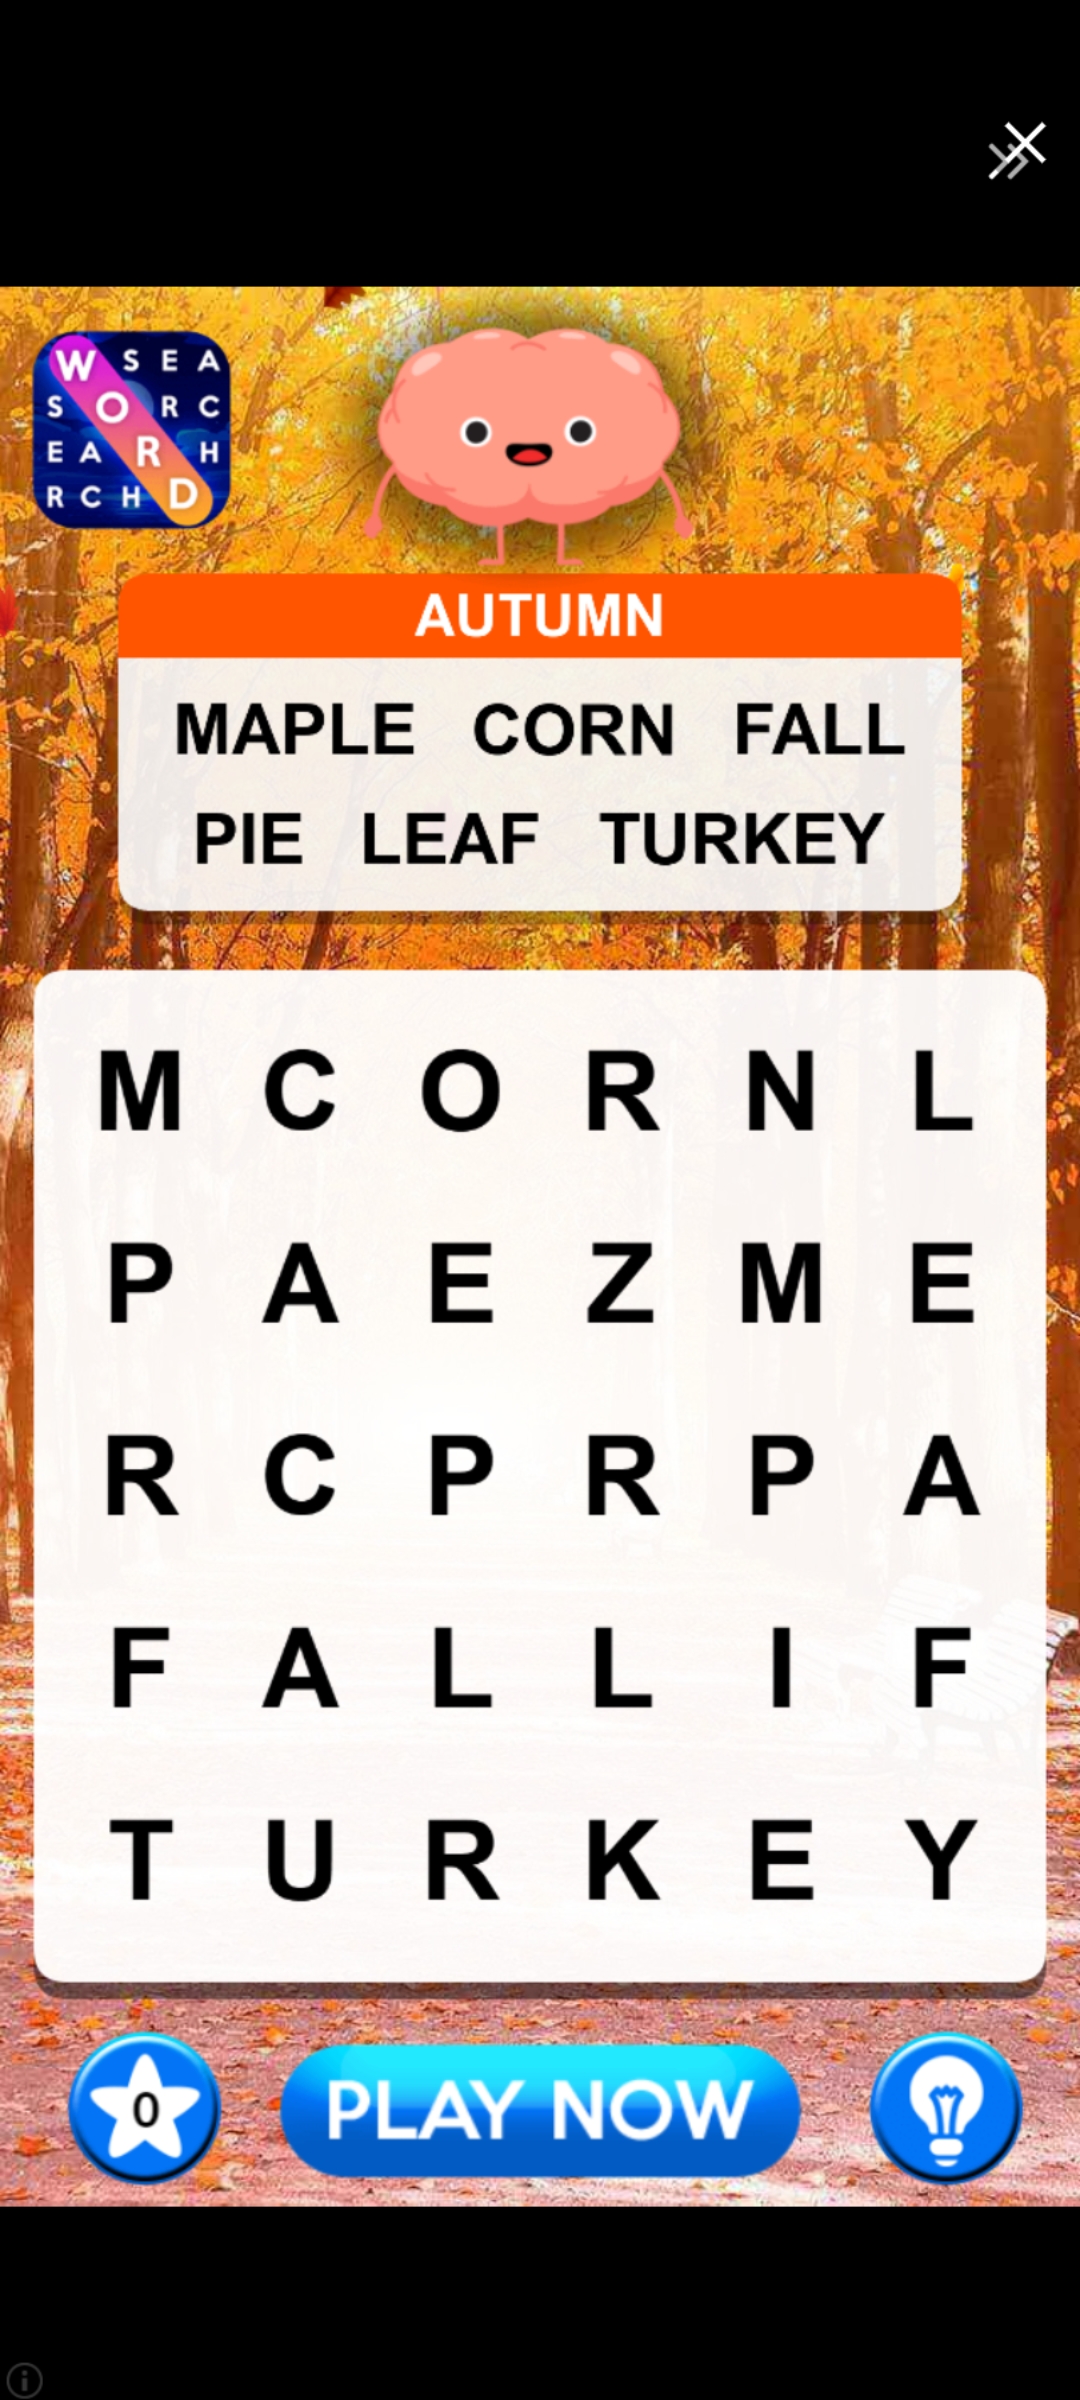 W S E A
S O R C
E A R H
R C H D
AUTUMN
MAPLE CORN FALL
PIE LEAF TURKEY
M C O R N L
P A E Z M E
R C P R P A
F A L L I F
T U R K E Y
0
PLAY NOW